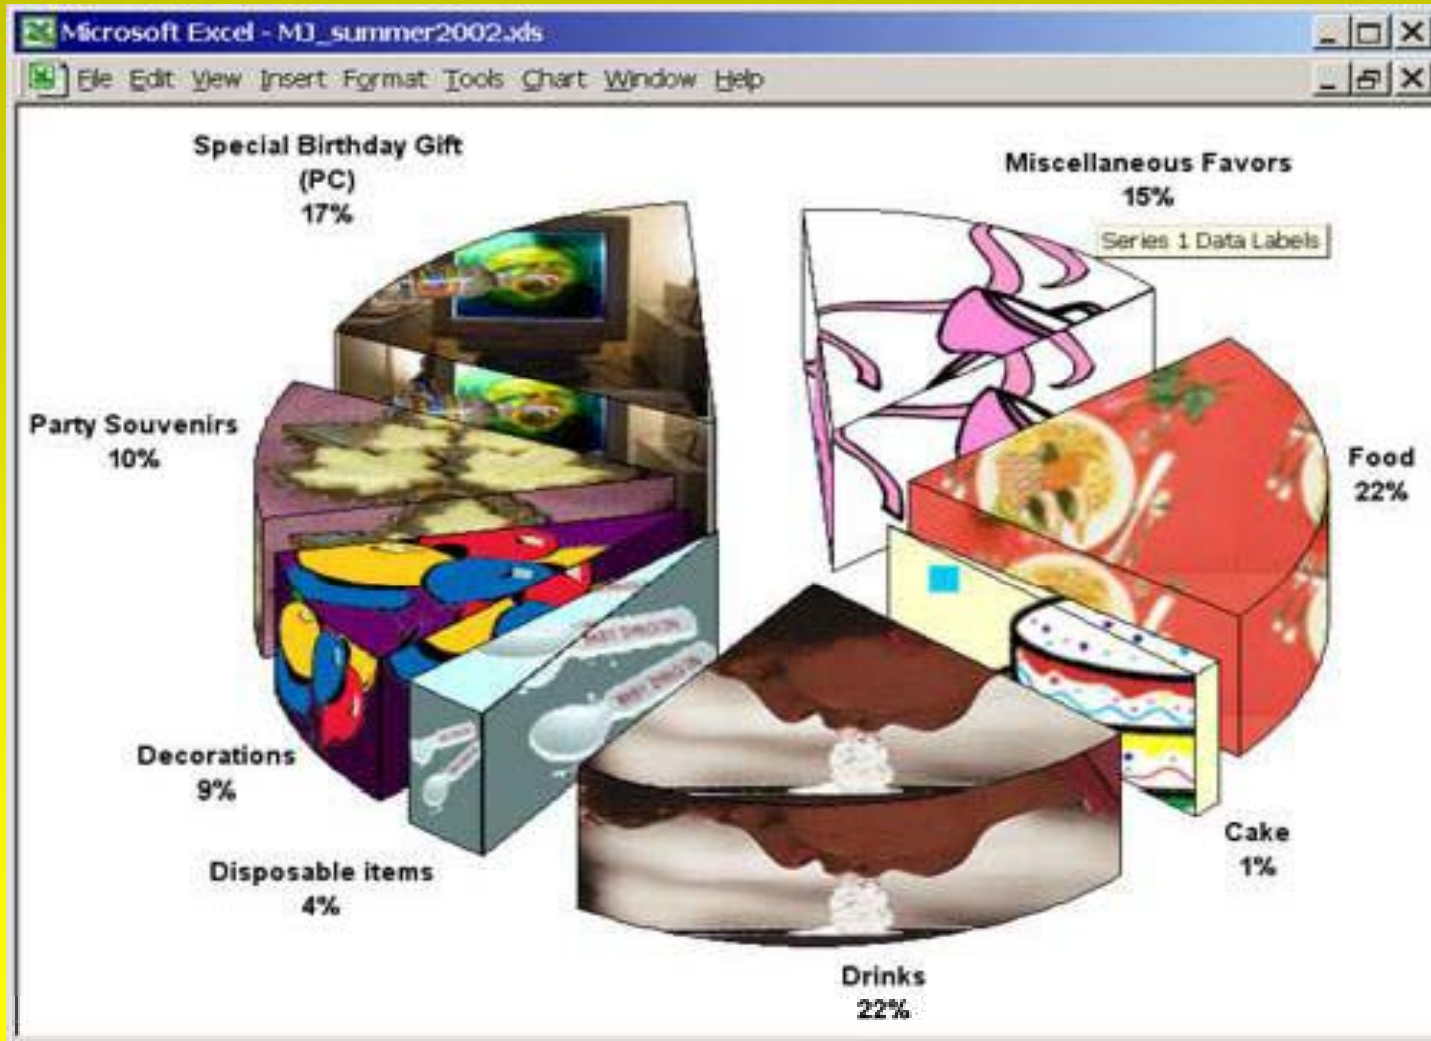 Microsoft Excel - MJ_summer2002.xls
File Edit View Insert Format Tools Chart Window Help
Special Birthday Gift
(PC)
17%
Miscellaneous Favors
15%
Series 1 Data Labels
Party Souvenirs
10%
Food
22%
Decorations
9%
Cake
1%
Disposable items
4%
Drinks
22%